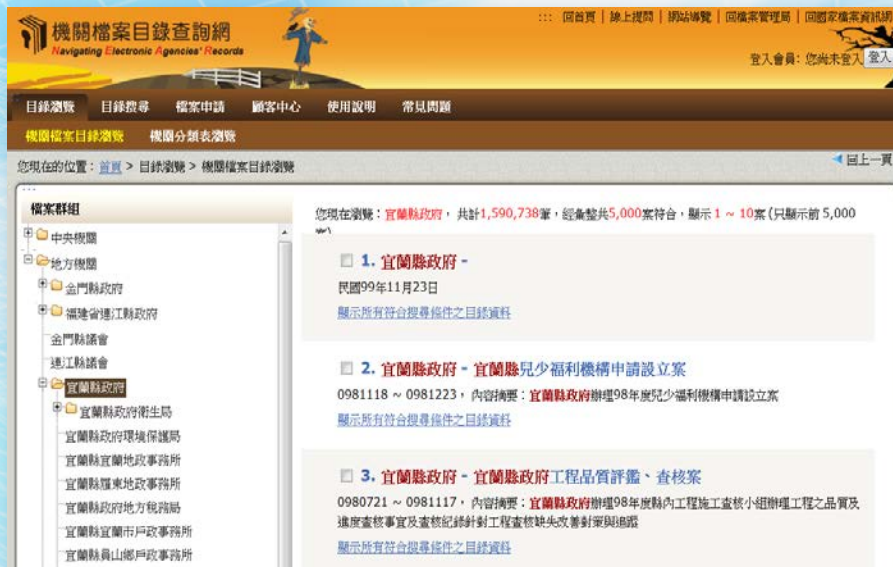 機關檔案目錄查詢網
Navigating Electronic Agencies' Records
::: 回首頁 | 線上提問 | 網站導覽 | 回檔案管理局 | 回國家檔案資訊網
登入會員：您尚未登入 登入
目錄瀏覽 目錄搜尋 檔案申請 顧客中心 使用說明 常見問題
機關檔案目錄瀏覽 機關分類表瀏覽
您現在的位置：首頁 > 目錄瀏覽 > 機關檔案目錄瀏覽
回上一頁
檔案群組
中央機關
地方機關
金門縣政府
福建省連江縣政府
金門縣議會
連江縣議會
宜蘭縣政府
宜蘭縣政府衛生局
宜蘭縣政府環境保護局
宜蘭縣宜蘭地政事務所
宜蘭縣羅東地政事務所
宜蘭縣政府地方稅務局
宜蘭縣宜蘭市戶政事務所
宜蘭縣員山鄉戶政事務所
您現在瀏覽：宜蘭縣政府， 共計1,590,738筆，經彙整共5,000案符合，顯示 1 ~ 10案 (只顯示前 5,000
1. 宜蘭縣政府 -
民國99年11月23日
顯示所有符合搜尋條件之目錄資料
2. 宜蘭縣政府 - 宜蘭縣兒少福利機構申請設立案
0981118 ~ 0981223， 內容摘要：宜蘭縣政府辦理98年度兒少福利機構申請設立案
顯示所有符合搜尋條件之目錄資料
3. 宜蘭縣政府 - 宜蘭縣政府工程品質評鑑、查核案
0980721 ~ 0981117， 內容摘要：宜蘭縣政府辦理98年度縣內工程施工查核小組辦理工程之品質及
進度查核事宜及查核紀錄針對工程查核缺失改善對策與追蹤
顯示所有符合搜尋條件之目錄資料